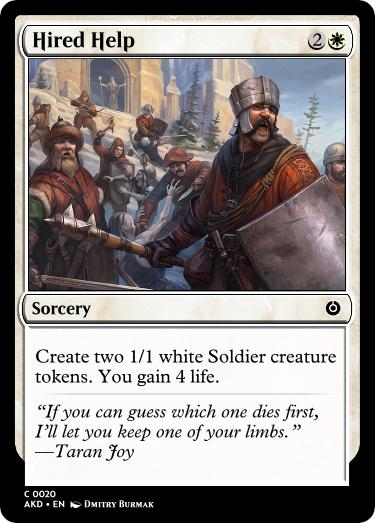 Hired Help 2
Sorcery
Create two 1/1 white Soldier creature
tokens. You gain 4 life.
“If you can guess which one dies first,
I’ll let you keep one of your limbs.”
—Taran Joy
C 0020
AKD • EN Dmitry Burmak